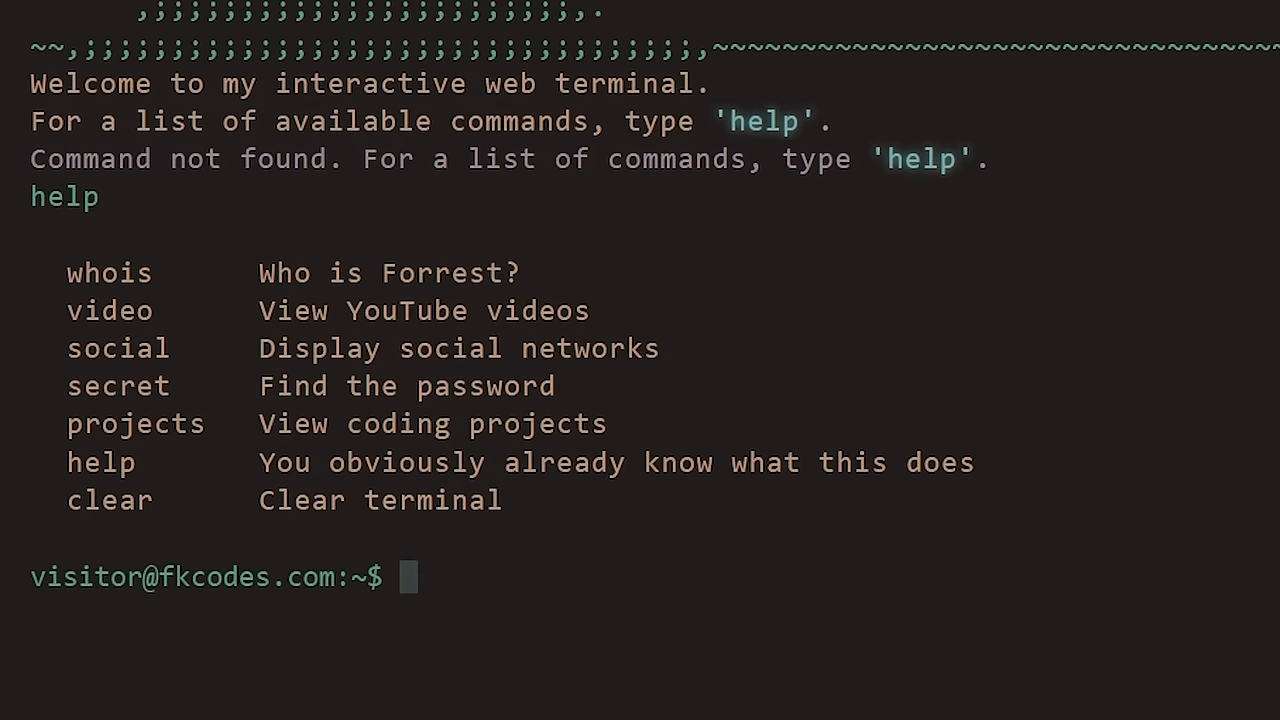 ,;;;;;;;;;;;;;;;;;;;;;;;;,.
~~,;;;;;;;;;;;;;;;;;;;;;;;;;;;;;;;;;;;,~~~~~~~~~~~~~~~~~~~~~~~~~~~~~~~~~
Welcome to my interactive web terminal.
For a list of available commands, type 'help'.
Command not found. For a list of commands, type 'help'.
help
whois Who is Forrest?
video View YouTube videos
social Display social networks
secret Find the password
projects View coding projects
help You obviously already know what this does
clear Clear terminal
visitor@fkcodes.com:~$